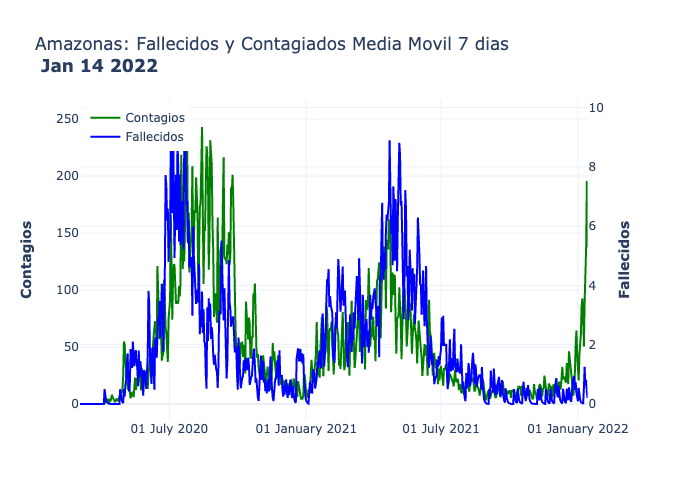 Amazonas: Fallecidos y Contagiados Media Movil 7 dias
Jan 14 2022
Contagios
Fallecidos
250
200
150
100
50
0
10
8
6
4
2
0
Contagios
Fallecidos
01 July 2020
01 January 2021
01 July 2021
01 January 2022